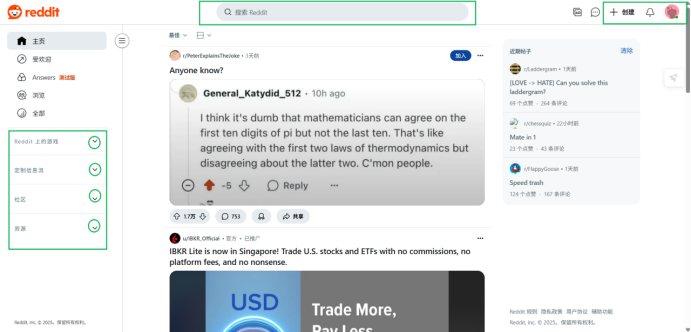 reddit
搜索 Reddit
创建
主页
受欢迎
Answers 测试版
浏览
全部
Reddit 上的游戏
定制信息流
社区
资源
Reddit, Inc. © 2025。保留所有权利。
最佳
r/PeterExplainsTheJoke • 3天前
加入
Anyone know?
General_Katydid_512 • 10h ago
I think it's dumb that mathematicians can agree on
the first ten digits of pi but not the last ten. That's like
agreeing with the first two laws of thermodynamics but
disagreeing about the latter two. C'mon people.
-5
Reply
1.7万
753
共享
u/IBKR_Official • 官方 • 已推广
IBKR Lite is now in Singapore! Trade U.S. stocks and ETFs with no commissions, no
platform fees, and no nonsense.
USD
Trade More,
Pay Less
近期帖子
清除
r/Laddergram • 1天前
[LOVE -> HATE] Can you solve this
laddergram?
69 个点赞 · 264 条评论
r/chessquiz • 22小时前
Mate in 1
23 个点赞 · 43 条评论
r/FlappyGoose • 1天前
Speed trash
124 个点赞 · 167 条评论
Reddit 规则 隐私政策 用户协议 辅助功能
Reddit, Inc. © 2025。保留所有权利。